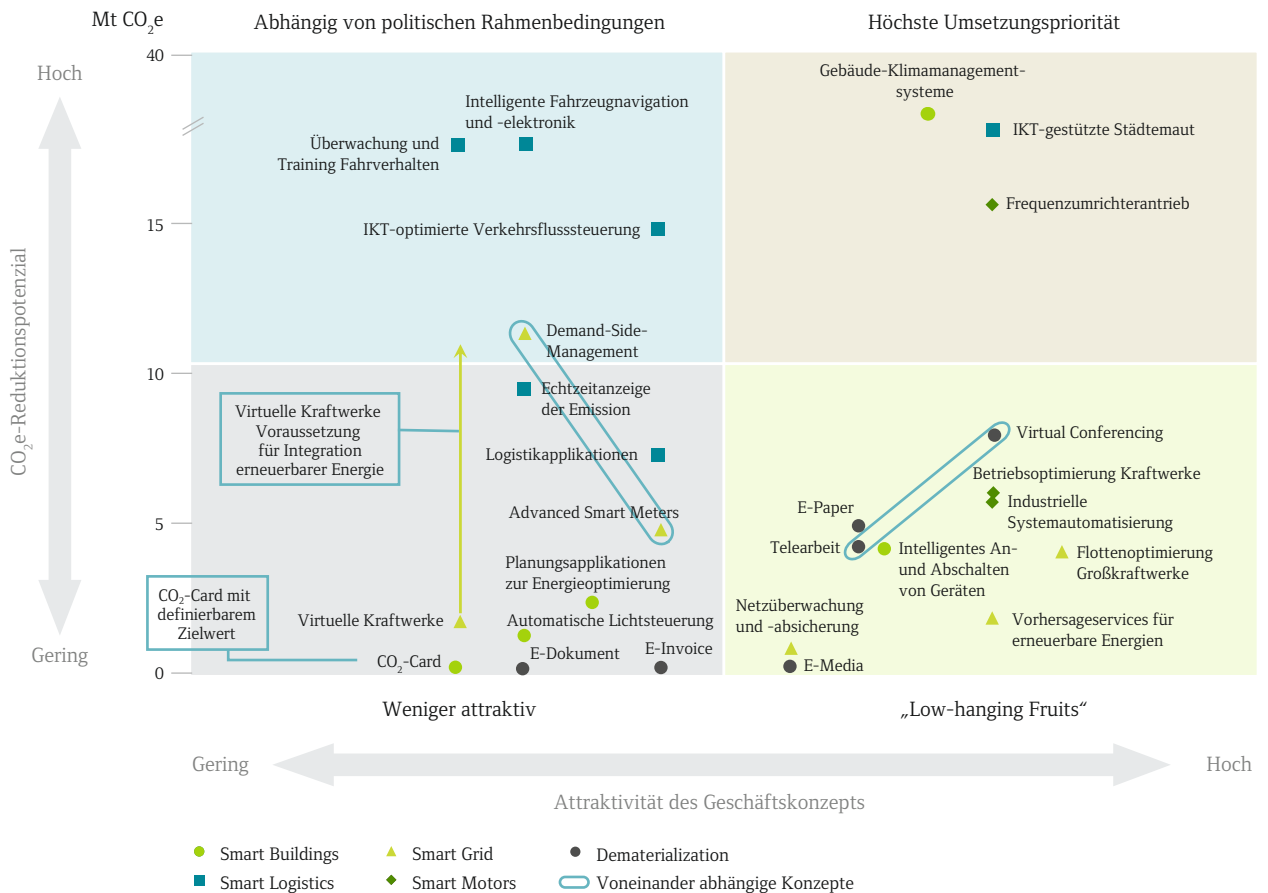 Mt CO₂e
Abhängig von politischen Rahmenbedingungen
Höchste Umsetzungspriorität
40
15
10
5
0
Hoch
CO₂e-Reduktionspotenzial
Gering
Intelligente Fahrzeugnavigation
und -elektronik
Überwachung und
Training Fahrverhalten
IKT-optimierte Verkehrsflusssteuerung
Demand-Side-
Management
Gebäude-Klimamanagement-
systeme
IKT-gestützte Städtemaut
Frequenzumrichterantrieb
Echtzeitanzeige
der Emission
Virtuelle Kraftwerke
Voraussetzung
für Integration
erneuerbarer Energie
Logistikapplikationen
Advanced Smart Meters
Planungsapplikationen
zur Energieoptimierung
CO₂-Card mit
definierbarem
Zielwert
Virtuelle Kraftwerke
Automatische Lichtsteuerung
CO₂-Card
E-Dokument
E-Invoice
Virtual Conferencing
Betriebsoptimierung Kraftwerke
Industrielle
Systemautomatisierung
E-Paper
Telearbeit
Intelligentes An-
und Abschalten
von Geräten
Flottenoptimierung
Großkraftwerke
Netzüberwachung
und -absicherung
Vorhersageservices für
erneuerbare Energien
E-Media
Weniger attraktiv
„Low-hanging Fruits“
Gering
Hoch
Attraktivität des Geschäftskonzepts
Smart Buildings
Smart Grid
Dematerialization
Smart Logistics
Smart Motors
Voneinander abhängige Konzepte